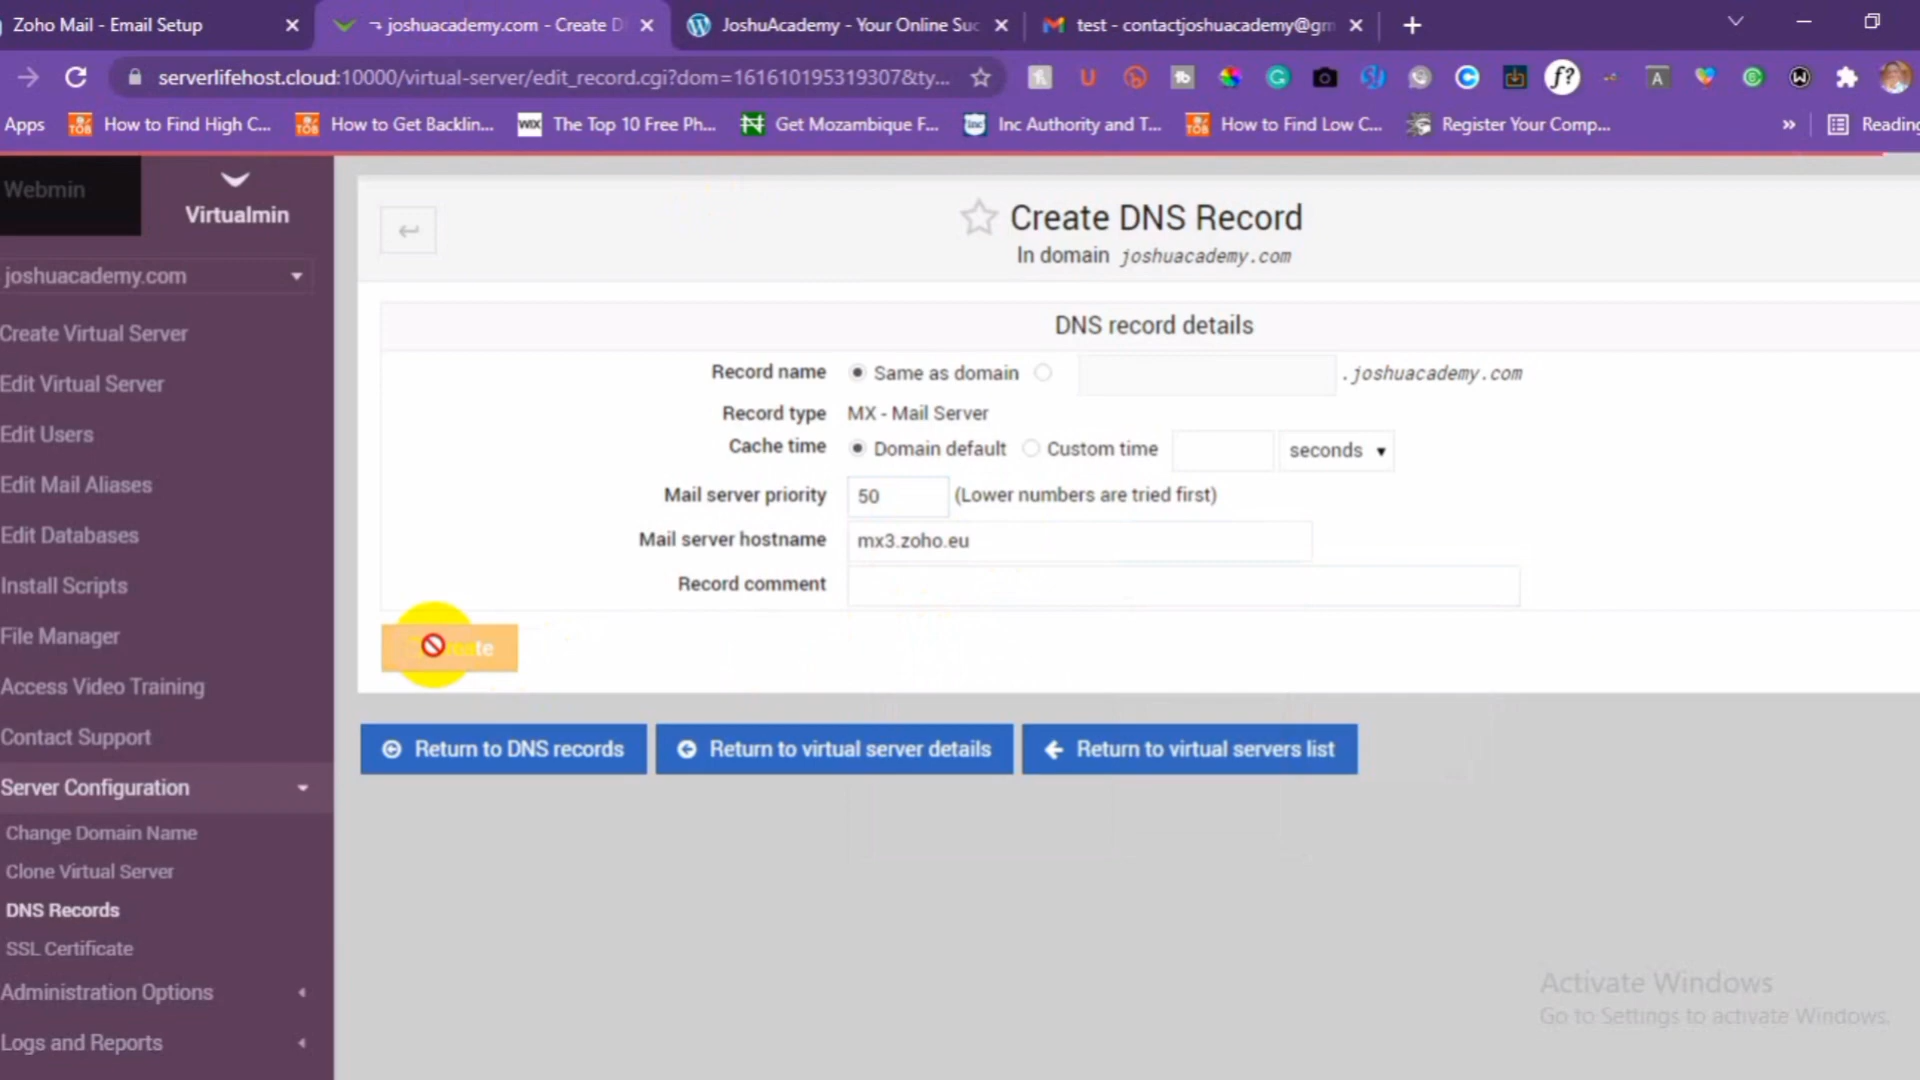 Zoho Mail - Email Setup
joshuacademy.com - Create D
JoshuAcademy - Your Online Suc
test - contactjoshuacademy@gm
serverlifehost.cloud:10000/virtual-server/edit_record.cgi?dom=161610195319307&ty...
Apps
How to Find High C...
How to Get Backlin...
The Top 10 Free Ph...
Get Mozambique F...
Inc Authority and T...
How to Find Low C...
Register Your Comp...
»
Reading
Webmin
Virtualmin
joshuacademy.com
Create Virtual Server
Edit Virtual Server
Edit Users
Edit Mail Aliases
Edit Databases
Install Scripts
File Manager
Access Video Training
Contact Support
Server Configuration
Change Domain Name
Clone Virtual Server
DNS Records
SSL Certificate
Administration Options
Logs and Reports
Create DNS Record
In domain joshuacademy.com
DNS record details
Record name Same as domain .joshuacademy.com
Record type MX - Mail Server
Cache time Domain default Custom time seconds
Mail server priority 50 (Lower numbers are tried first)
Mail server hostname mx3.zoho.eu
Record comment
Return to DNS records
Return to virtual server details
Return to virtual servers list
Activate Windows
Go to Settings to activate Windows.